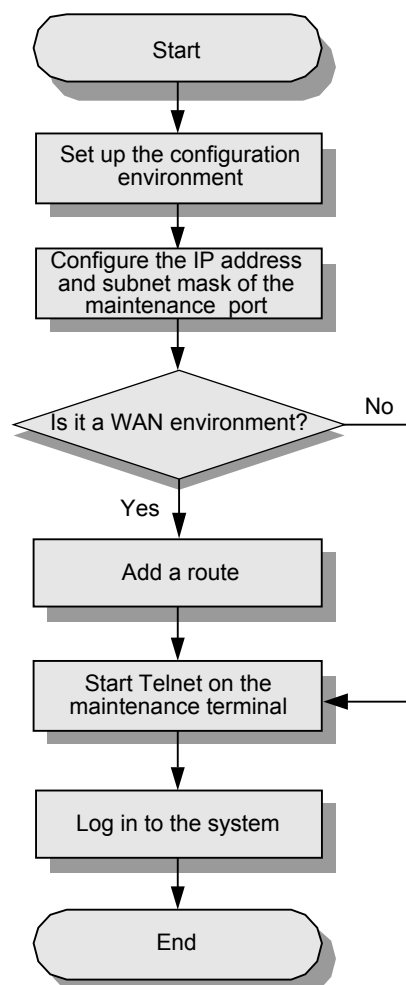 Start
Set up the configuration
environment
Configure the IP address
and subnet mask of the
maintenance port
Is it a WAN environment?
No
Yes
Add a route
Start Telnet on the
maintenance terminal
Log in to the system
End